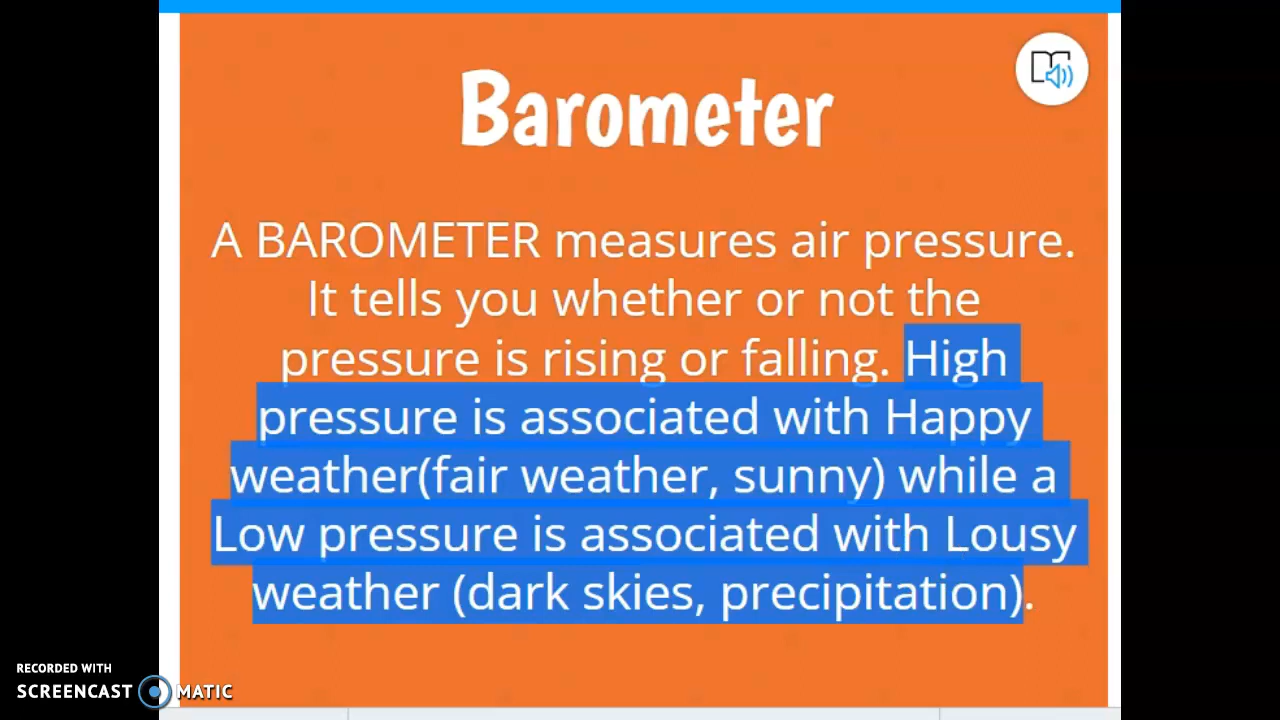 Barometer
A BAROMETER measures air pressure.
It tells you whether or not the
pressure is rising or falling. High
pressure is associated with Happy
weather(fair weather, sunny) while a
Low pressure is associated with Lousy
weather (dark skies, precipitation).
RECORDED WITH
SCREENCAST MATIC